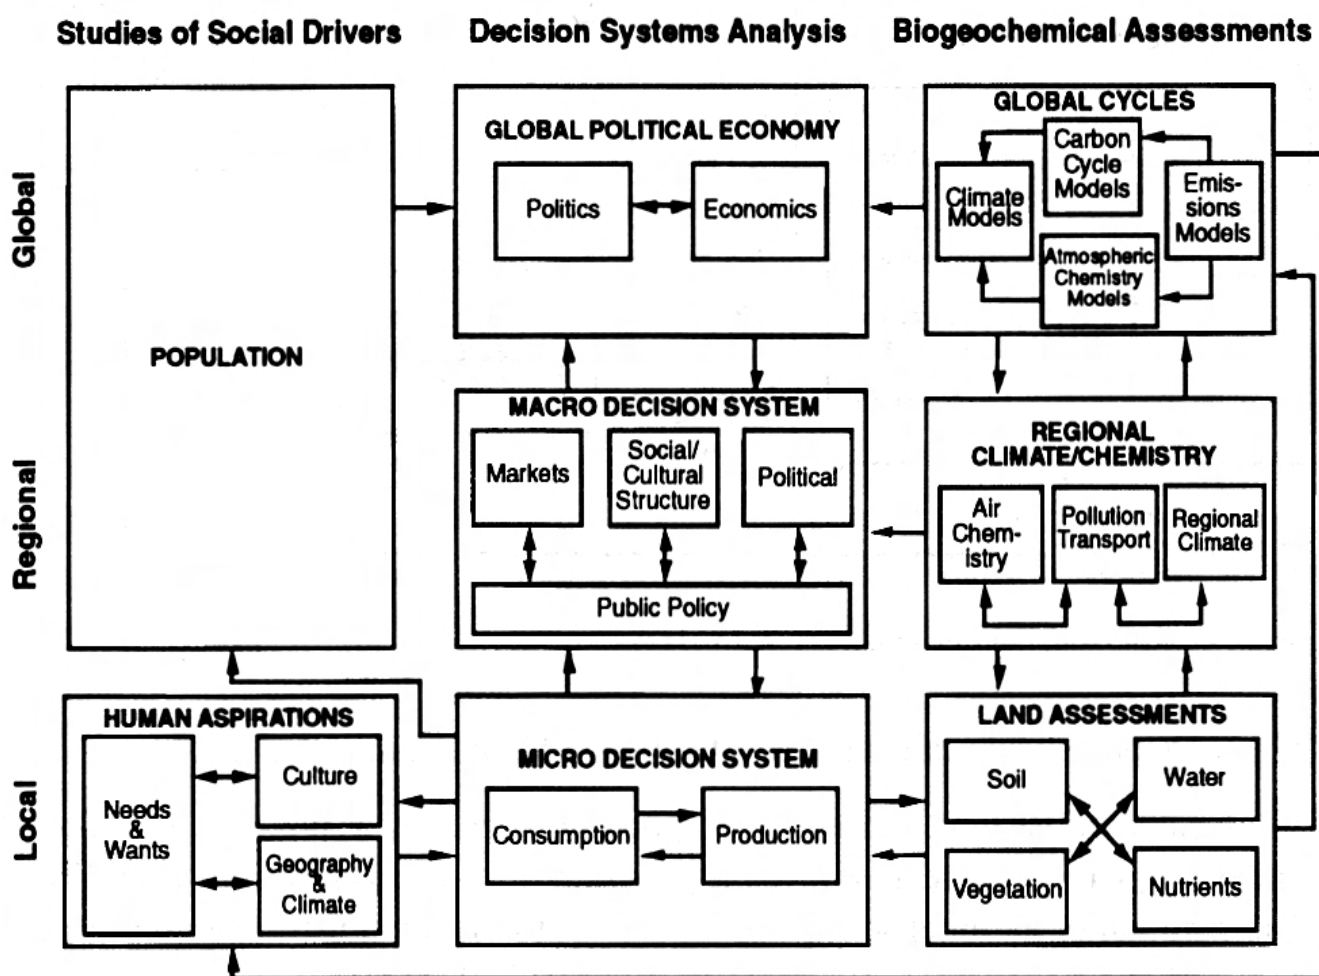 Studies of Social Drivers
Decision Systems Analysis
Biogeochemical Assessments
Global
Regional
Local
POPULATION
HUMAN ASPIRATIONS
Needs
&
Wants
Culture
Geography
&
Climate
GLOBAL POLITICAL ECONOMY
Politics
Economics
MACRO DECISION SYSTEM
Markets
Social/
Cultural
Structure
Political
Public Policy
MICRO DECISION SYSTEM
Consumption
Production
GLOBAL CYCLES
Climate
Models
Carbon
Cycle
Models
Emis-
sions
Models
Atmospheric
Chemistry
Models
REGIONAL
CLIMATE/CHEMISTRY
Air
Chem-
istry
Pollution
Transport
Regional
Climate
LAND ASSESSMENTS
Soil
Water
Vegetation
Nutrients